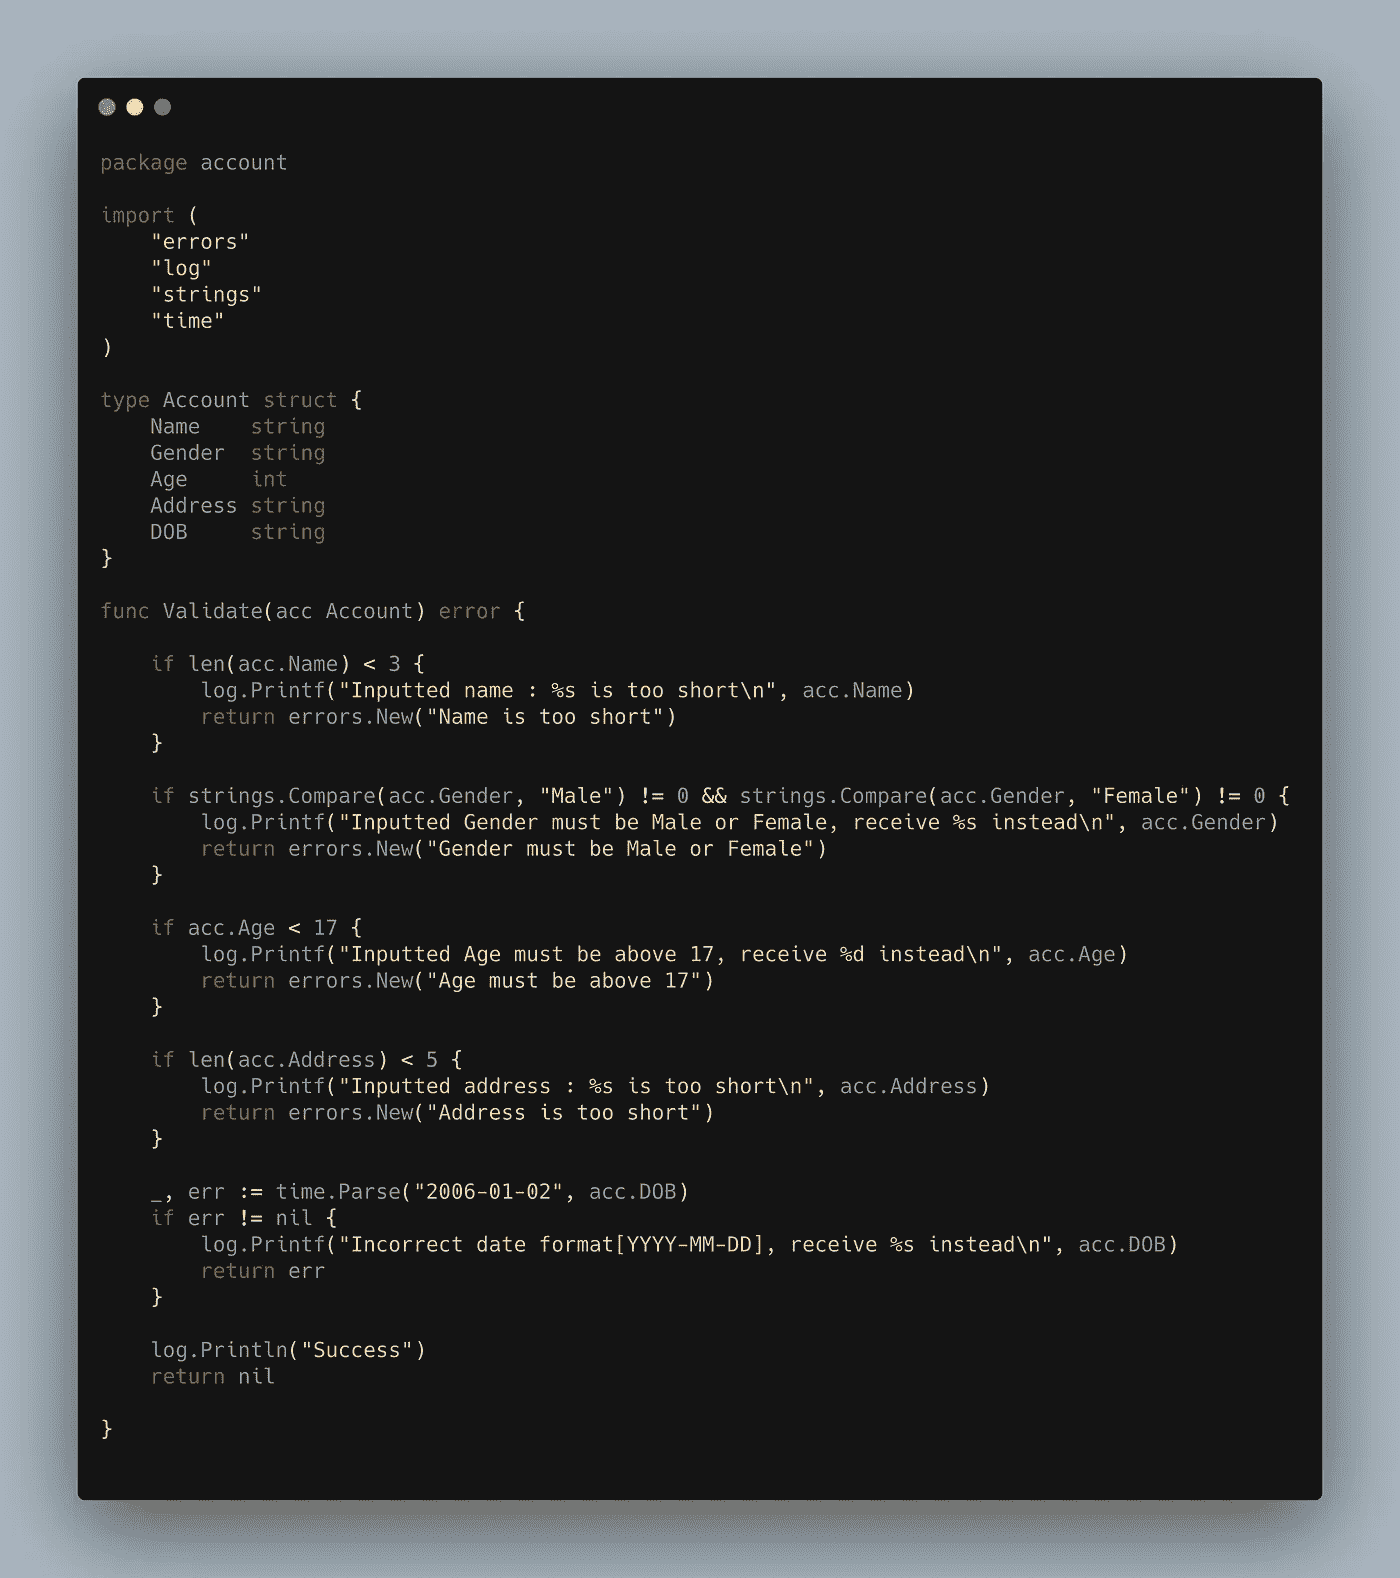 package account
import (
    "errors"
    "log"
    "strings"
    "time"
)
type Account struct {
    Name    string
    Gender  string
    Age     int
    Address string
    DOB     string
}
func Validate(acc Account) error {
    if len(acc.Name) < 3 {
        log.Printf("Inputted name : %s is too short\n", acc.Name)
        return errors.New("Name is too short")
    }
    if strings.Compare(acc.Gender, "Male") != 0 && strings.Compare(acc.Gender, "Female") != 0 {
        log.Printf("Inputted Gender must be Male or Female, receive %s instead\n", acc.Gender)
        return errors.New("Gender must be Male or Female")
    }
    if acc.Age < 17 {
        log.Printf("Inputted Age must be above 17, receive %d instead\n", acc.Age)
        return errors.New("Age must be above 17")
    }
    if len(acc.Address) < 5 {
        log.Printf("Inputted address : %s is too short\n", acc.Address)
        return errors.New("Address is too short")
    }
    _, err := time.Parse("2006-01-02", acc.DOB)
    if err != nil {
        log.Printf("Incorrect date format[YYYY-MM-DD], receive %s instead\n", acc.DOB)
        return err
    }
    log.Println("Success")
    return nil
}